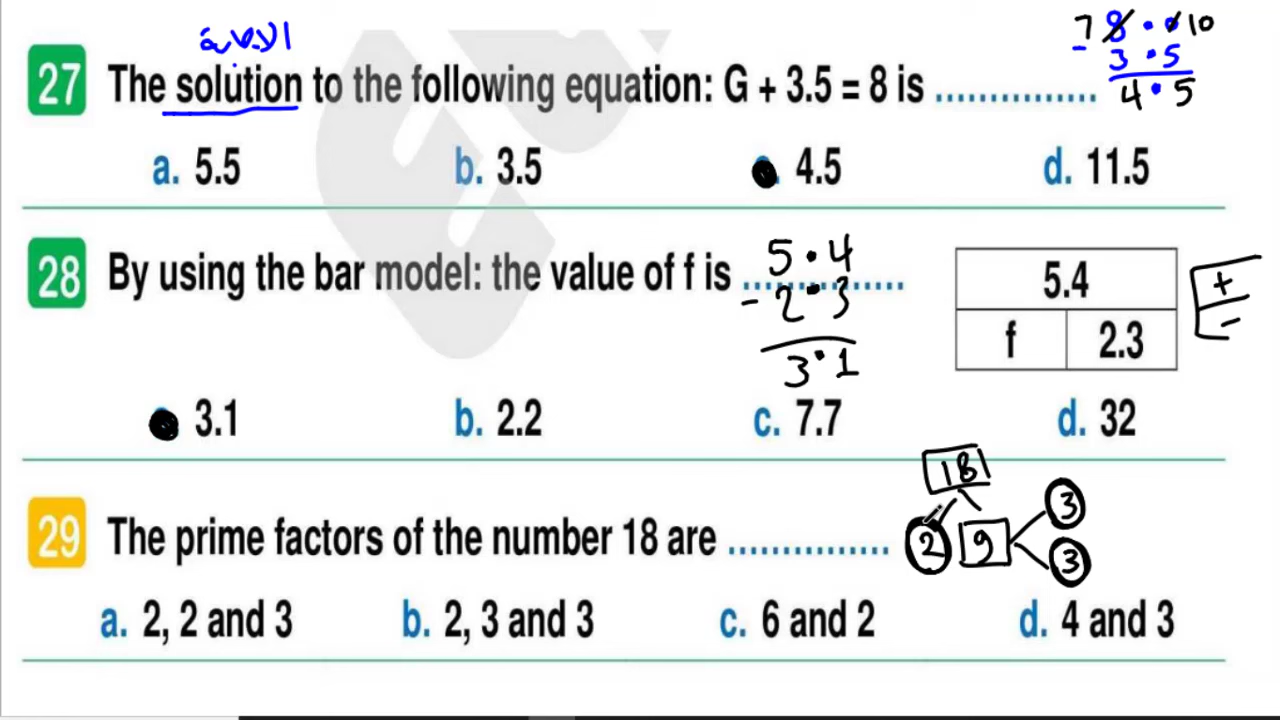 الإجابة
27 The solution to the following equation: G + 3.5 = 8 is ...............
7 8 . 0 10
- 3 . 5
4 . 5
a. 5.5 b. 3.5 4.5 d. 11.5
28 By using the bar model: the value of f is ...............
5 . 4
- 2 . 3
3 . 1
5.4
f 2.3
+
-
3.1 b. 2.2 c. 7.7 d. 32
29 The prime factors of the number 18 are ...............
18
2 9 3
3
a. 2, 2 and 3 b. 2, 3 and 3 c. 6 and 2 d. 4 and 3